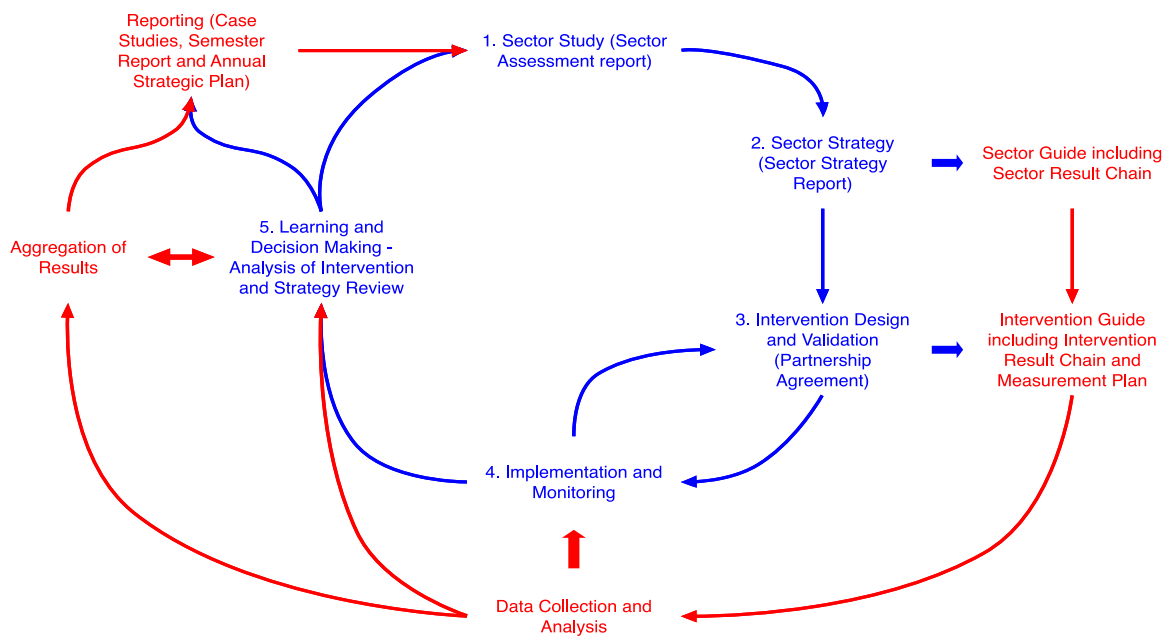 Reporting (Case
Studies, Semester
Report and Annual
Strategic Plan)
1. Sector Study (Sector
Assessment report)
2. Sector Strategy
(Sector Strategy
Report)
Sector Guide including
Sector Result Chain
Aggregation of
Results
5. Learning and
Decision Making -
Analysis of Intervention
and Strategy Review
3. Intervention Design
and Validation
(Partnership
Agreement)
Intervention Guide
including Intervention
Result Chain and
Measurement Plan
4. Implementation and
Monitoring
Data Collection and
Analysis